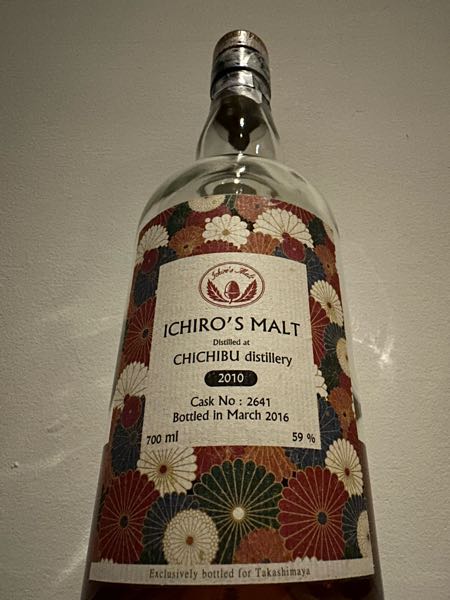 Ichiro's Malt
ICHIRO'S MALT
Distilled at
CHICHIBU distillery
2010
Cask No : 2641
Bottled in March 2016
700 ml 59 %
Exclusively bottled for Takashimaya